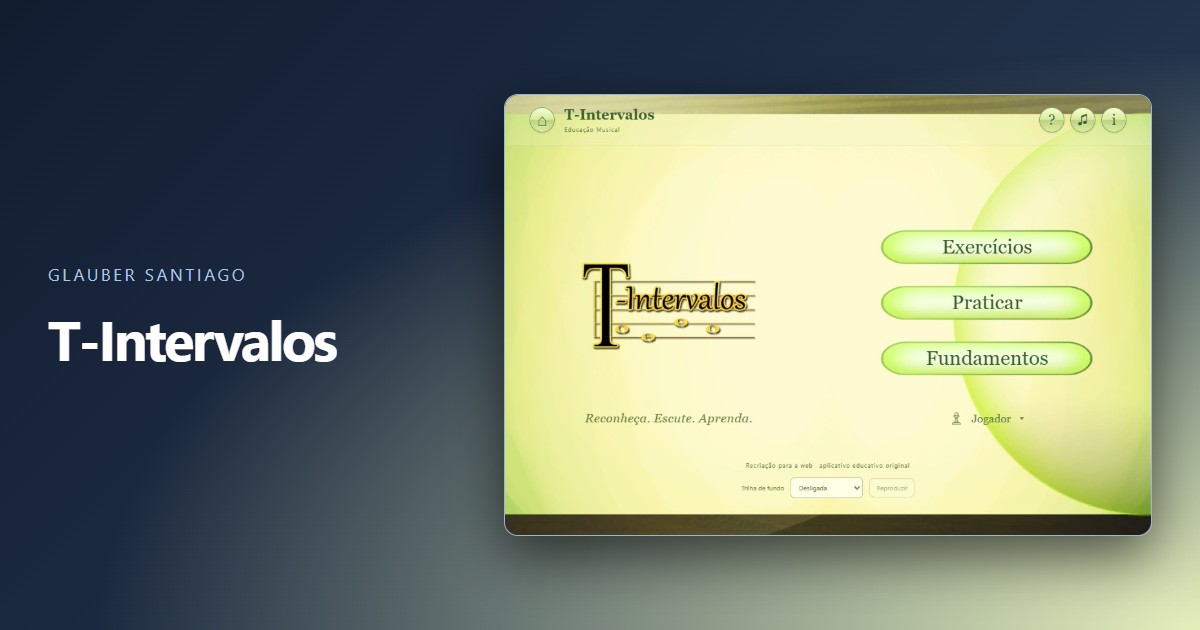 GLAUBER SANTIAGO
T-Intervalos
T-Intervalos
Educação Musical
?
i
T-Intervalos
Exercícios
Praticar
Fundamentos
Reconheça. Escute. Aprenda.
Jogador
Recriação para a web aplicativo educativo original
Trilha de fundo
Desligada
Reproduzir